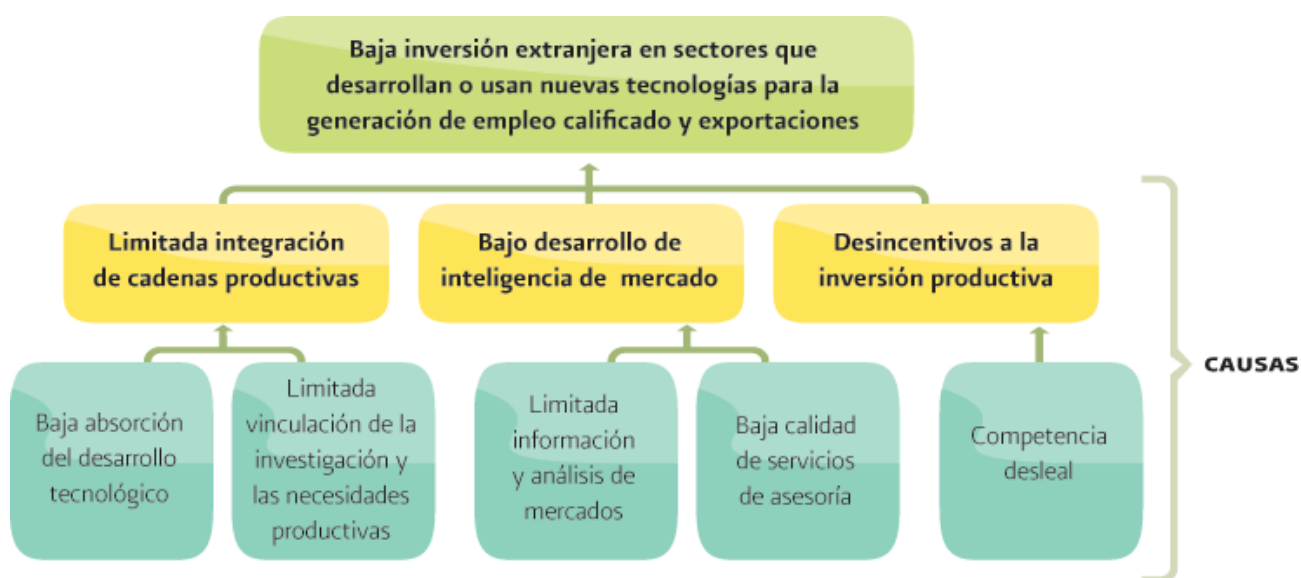 Baja inversión extranjera en sectores que
desarrollan o usan nuevas tecnologías para la
generación de empleo calificado y exportaciones
Limitada integración
de cadenas productivas
Bajo desarrollo de
inteligencia de mercado
Desincentivos a la
inversión productiva
Baja absorción
del desarrollo
tecnológico
Limitada
vinculación de la
investigación y
las necesidades
productivas
Limitada
información
y análisis de
mercados
Baja calidad
de servicios
de asesoría
Competencia
desleal
CAUSAS